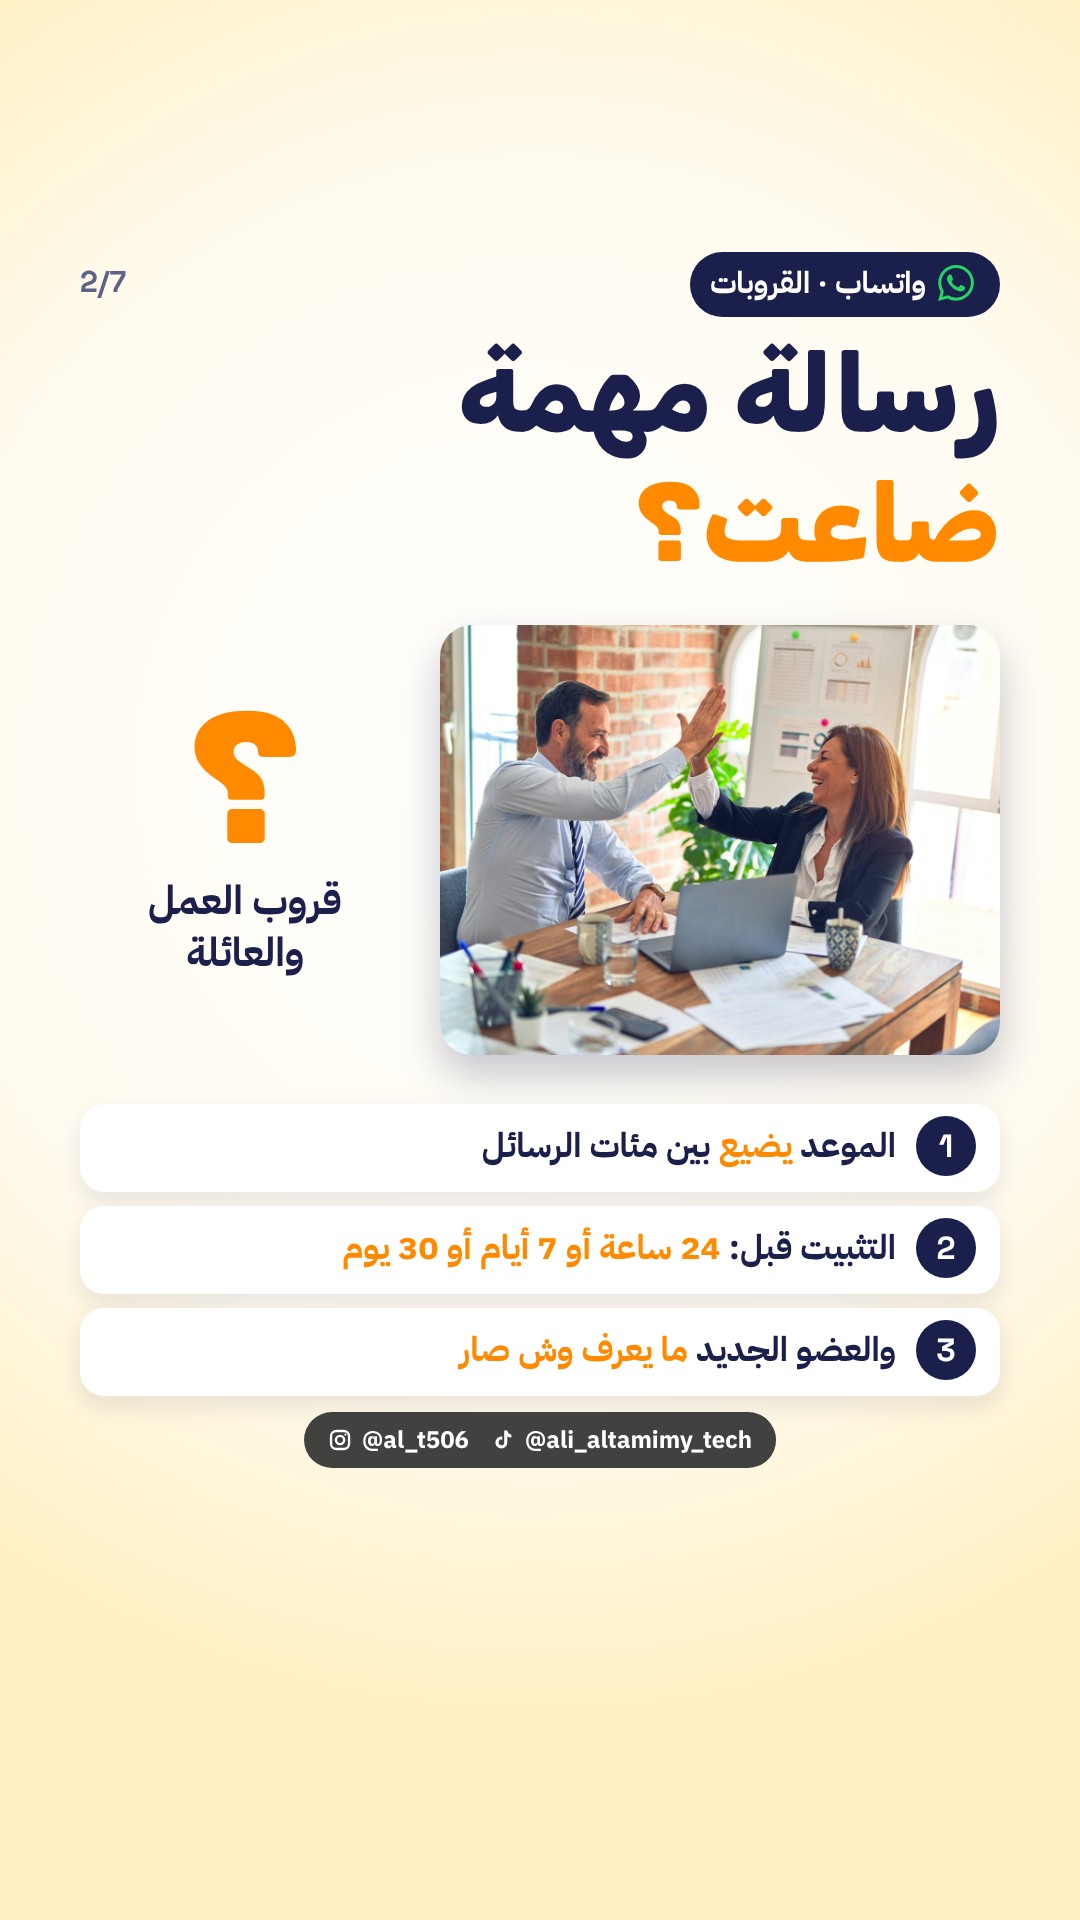 واتساب · القروبات
2/7
رسالة مهمة
ضاعت؟
؟
قروب العمل
والعائلة
1 الموعد يضيع بين مئات الرسائل
2 التثبيت قبل: 24 ساعة أو 7 أيام أو 30 يوم
3 والعضو الجديد ما يعرف وش صار
@al_t506 @ali_altamimy_tech